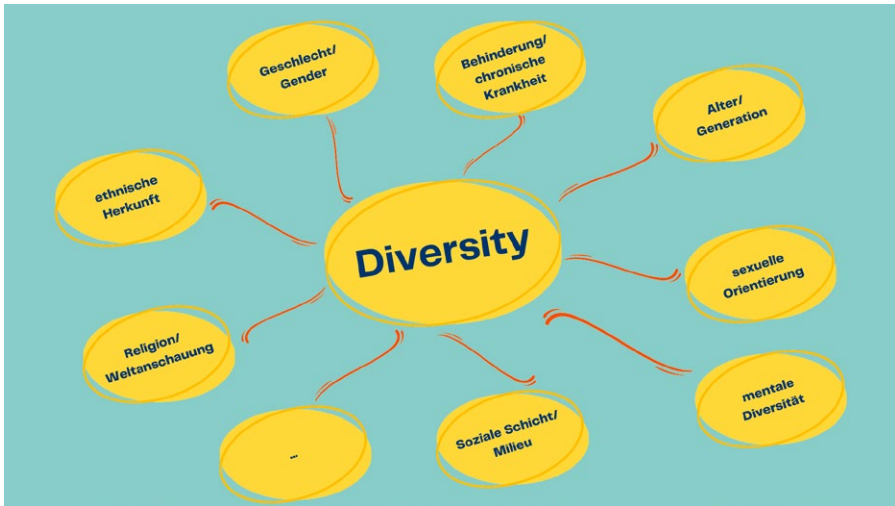 Geschlecht/
Gender
Behinderung/
chronische
Krankheit
Alter/
Generation
ethnische
Herkunft
Diversity
sexuelle
Orientierung
Religion/
Weltanschauung
mentale
Diversität
...
Soziale Schicht/
Milieu